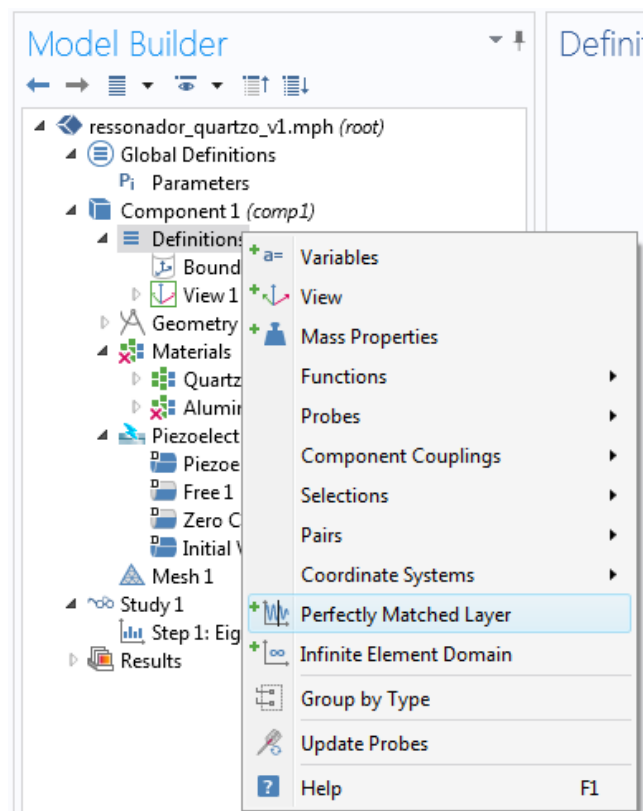 Model Builder
Defini
ressonador_quartzo_v1.mph (root)
Global Definitions
Pi Parameters
Component 1 (comp1)
Definitions
Bound
View 1
Geometry
Materials
Quartz
Alumin
Piezoelect
Piezoe
Free 1
Zero C
Initial V
Mesh 1
Study 1
Step 1: Eig
Results
a= Variables
View
Mass Properties
Functions
Probes
Component Couplings
Selections
Pairs
Coordinate Systems
Perfectly Matched Layer
Infinite Element Domain
Group by Type
Update Probes
? Help F1